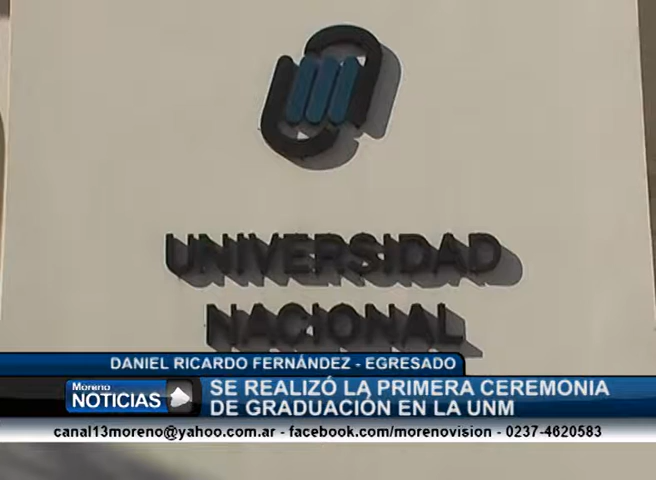 UNIVERSIDAD
NACIONAL
DANIEL RICARDO FERNÁNDEZ - EGRESADO
Moreno
NOTICIAS
SE REALIZÓ LA PRIMERA CEREMONIA
DE GRADUACIÓN EN LA UNM
canal13moreno@yahoo.com.ar - facebook.com/morenovision - 0237-4620583